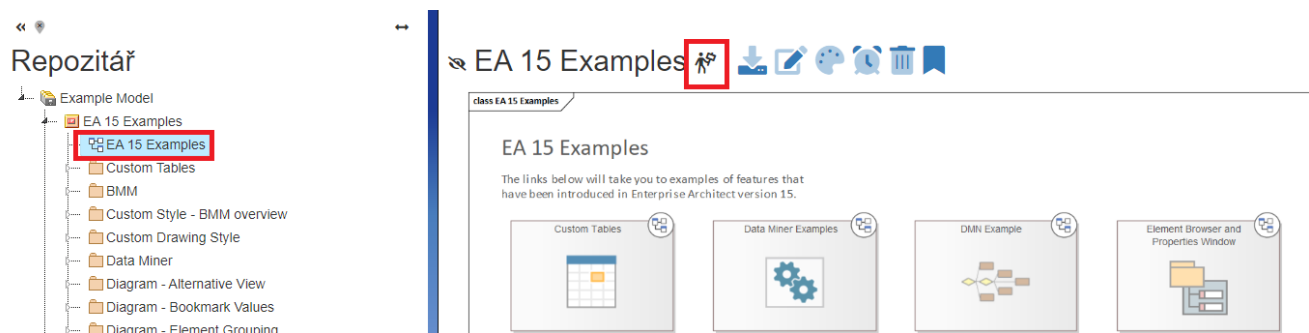 Repozitář
Example Model
EA 15 Examples
EA 15 Examples
Custom Tables
BMM
Custom Style - BMM overview
Custom Drawing Style
Data Miner
Diagram - Alternative View
Diagram - Bookmark Values
Diagram - Element Grouping
EA 15 Examples
class EA 15 Examples
EA 15 Examples
The links below will take you to examples of features that
have been introduced in Enterprise Architect version 15.
Custom Tables
Data Miner Examples
DMN Example
Element Browser and
Properties Window